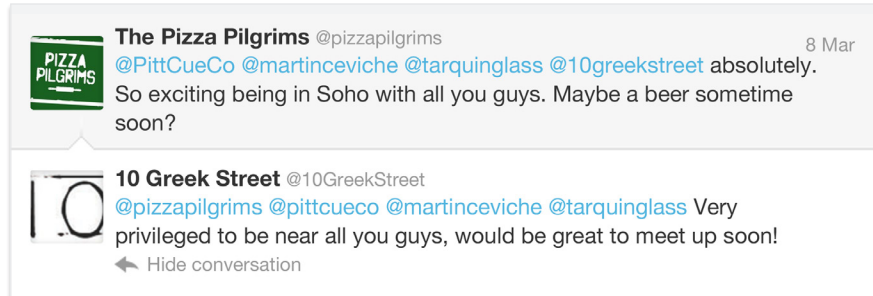 PIZZA
PILGRIMS
The Pizza Pilgrims @pizzapilgrims
8 Mar
@PittCueCo @martinceviche @tarquinglass @10greekstreet absolutely.
So exciting being in Soho with all you guys. Maybe a beer sometime
soon?
10
10 Greek Street @10GreekStreet
@pizzapilgrims @pittcueco @martinceviche @tarquinglass Very
privileged to be near all you guys, would be great to meet up soon!
Hide conversation